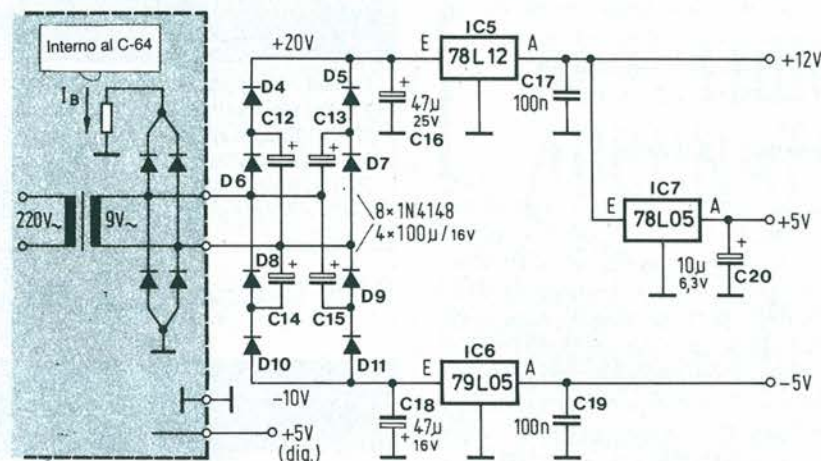 Interno al C-64
I_B
220V~
9V~
+20V
D4
D5
C12
C13
D6
D7
8×1N4148
4×100µ/16V
D8
D9
C14
C15
D10
D11
-10V
+5V
(dig.)
E
IC5
78L12
A
+
47µ
25V
C16
C17
100n
+12V
E
IC7
78L05
A
+5V
10µ
6,3V
+
C20
E
IC6
79L05
A
-5V
C18
47µ
+
16V
C19
100n
+
+
+
+